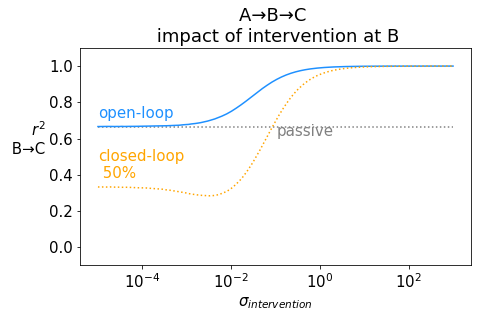 A→B→C
impact of intervention at B
1.0
0.8
0.6
0.4
0.2
0.0
r²
B→C
open-loop
closed-loop
50%
passive
10⁻⁴
10⁻²
10⁰
10²
σintervention